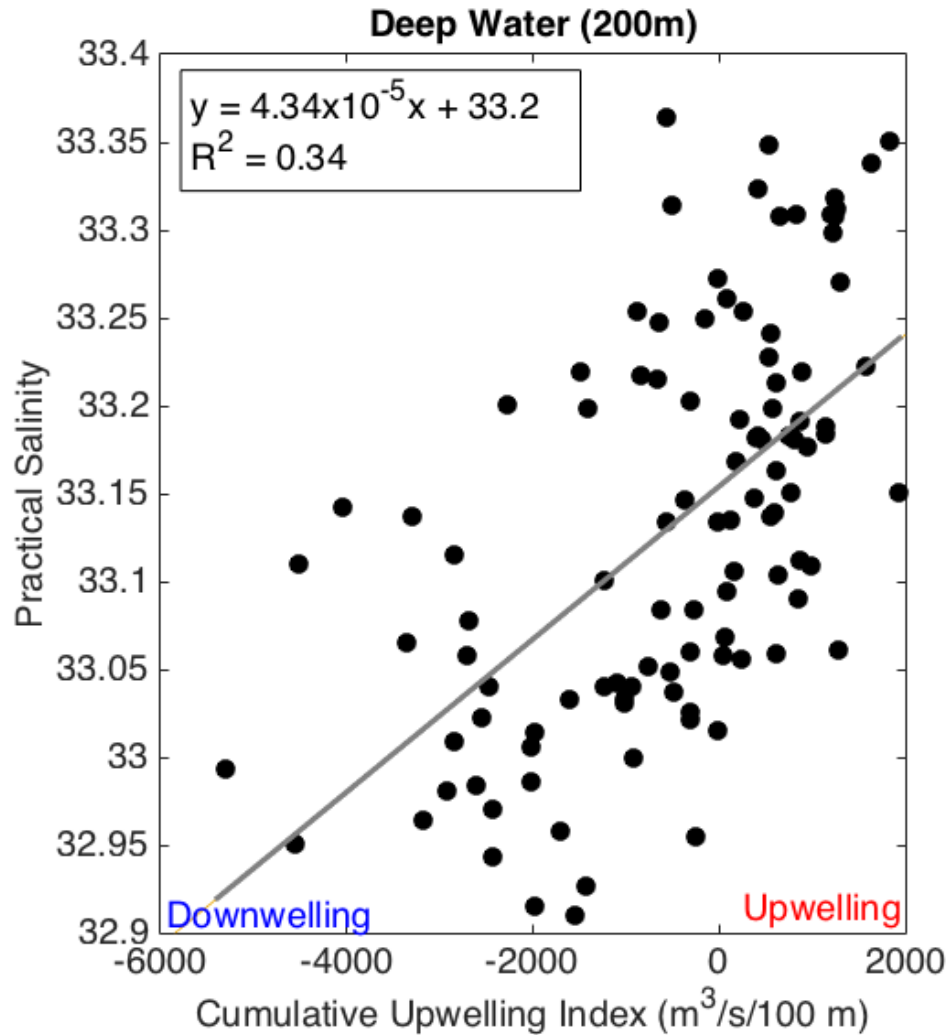 Deep Water (200m)
33.4
y = 4.34x10⁻⁵x + 33.2
R² = 0.34
33.35
33.3
33.25
33.2
33.15
33.1
33.05
33
32.95
32.9
Practical Salinity
Downwelling
Upwelling
-6000 -4000 -2000 0 2000
Cumulative Upwelling Index (m³/s/100 m)